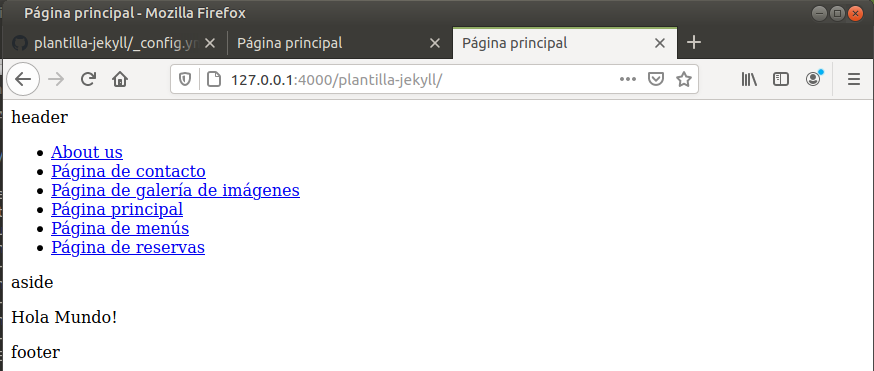 Página principal - Mozilla Firefox
plantilla-jekyll/_config.yr Página principal Página principal
127.0.0.1:4000/plantilla-jekyll/
header
About us
Página de contacto
Página de galería de imágenes
Página principal
Página de menús
Página de reservas
aside
Hola Mundo!
footer